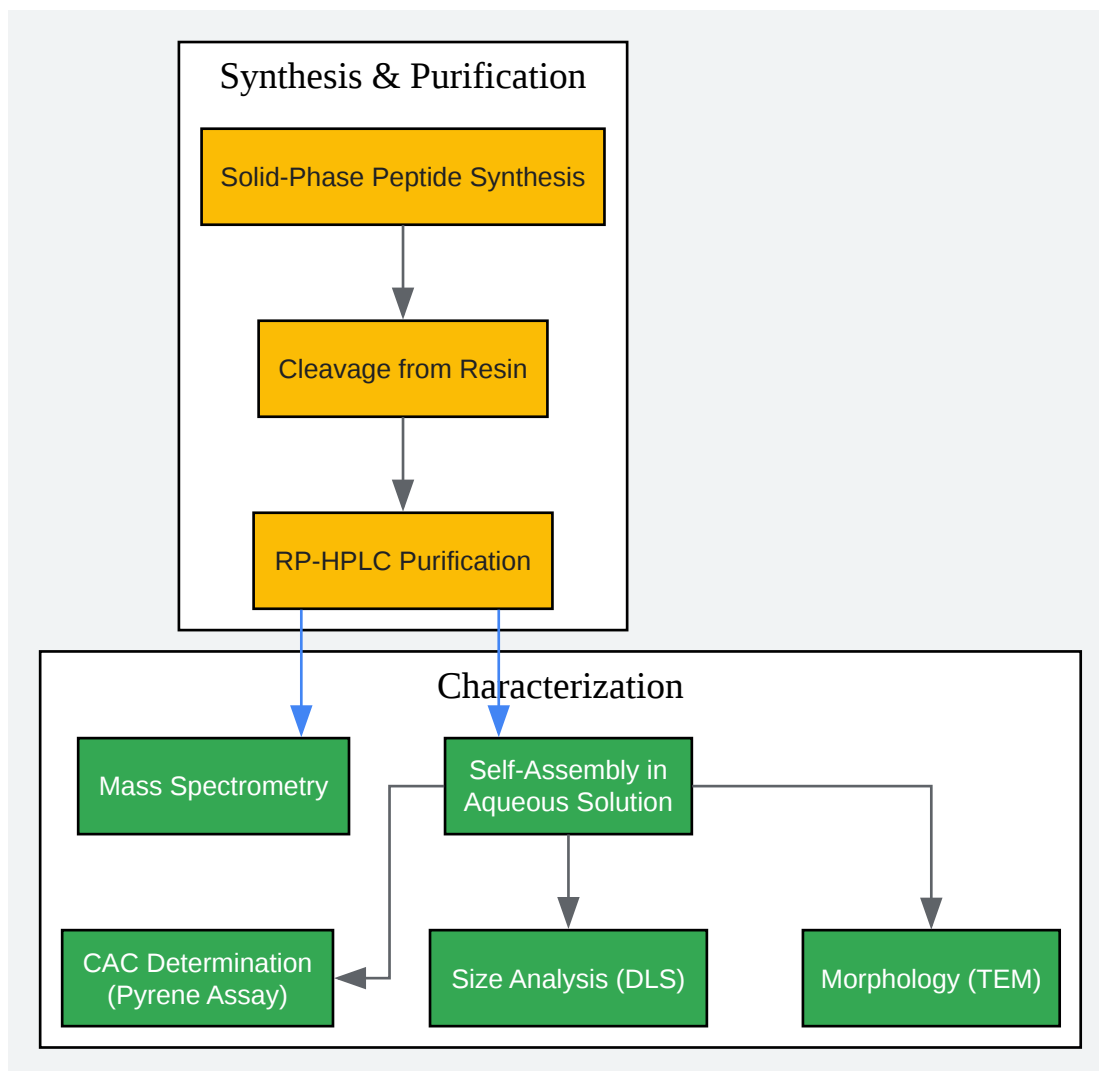 Synthesis & Purification
Solid-Phase Peptide Synthesis
Cleavage from Resin
RP-HPLC Purification
Characterization
Mass Spectrometry
Self-Assembly in
Aqueous Solution
CAC Determination
(Pyrene Assay)
Size Analysis (DLS)
Morphology (TEM)